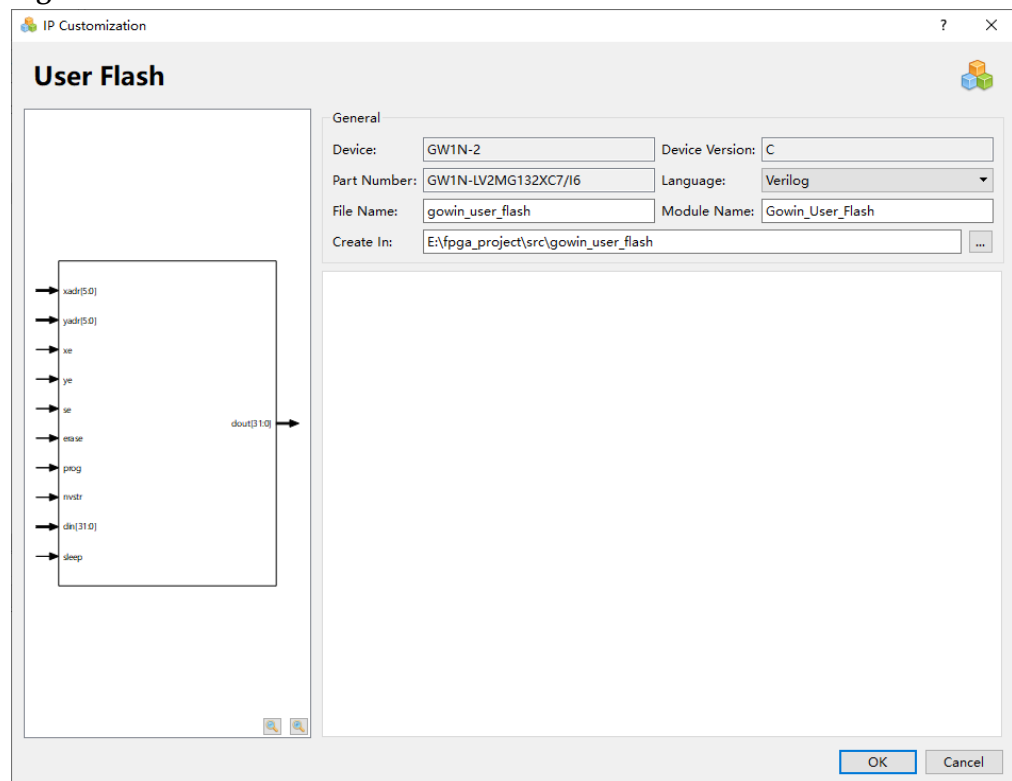 IP Customization
?
User Flash
General
Device: GW1N-2 Device Version: C
Part Number: GW1N-LV2MG132XC7/I6 Language: Verilog
File Name: gowin_user_flash Module Name: Gowin_User_Flash
Create In: E:\fpga_project\src\gowin_user_flash ...
xadr[5:0]
yadr[5:0]
xe
ye
se
dout[31:0]
erase
prog
nvstr
din[31:0]
sleep
OK Cancel